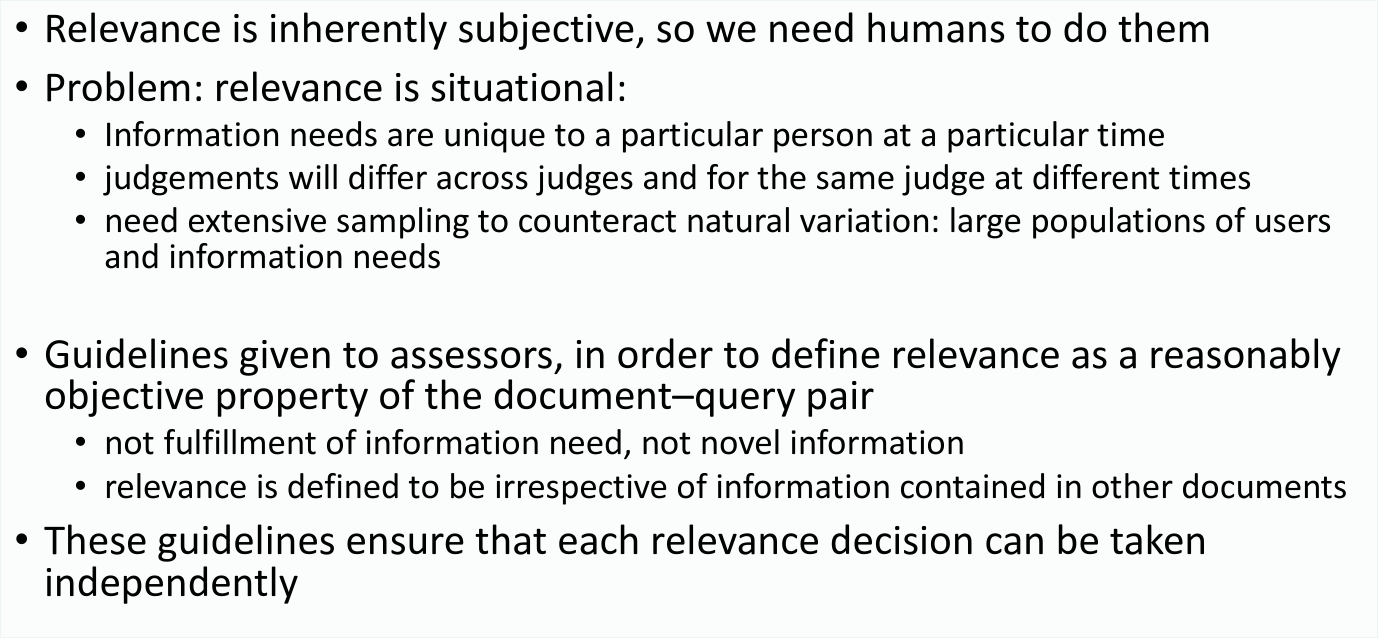 • Relevance is inherently subjective, so we need humans to do them
• Problem: relevance is situational:
• Information needs are unique to a particular person at a particular time
• judgements will differ across judges and for the same judge at different times
• need extensive sampling to counteract natural variation: large populations of users
and information needs
• Guidelines given to assessors, in order to define relevance as a reasonably
objective property of the document–query pair
• not fulfillment of information need, not novel information
• relevance is defined to be irrespective of information contained in other documents
• These guidelines ensure that each relevance decision can be taken
independently